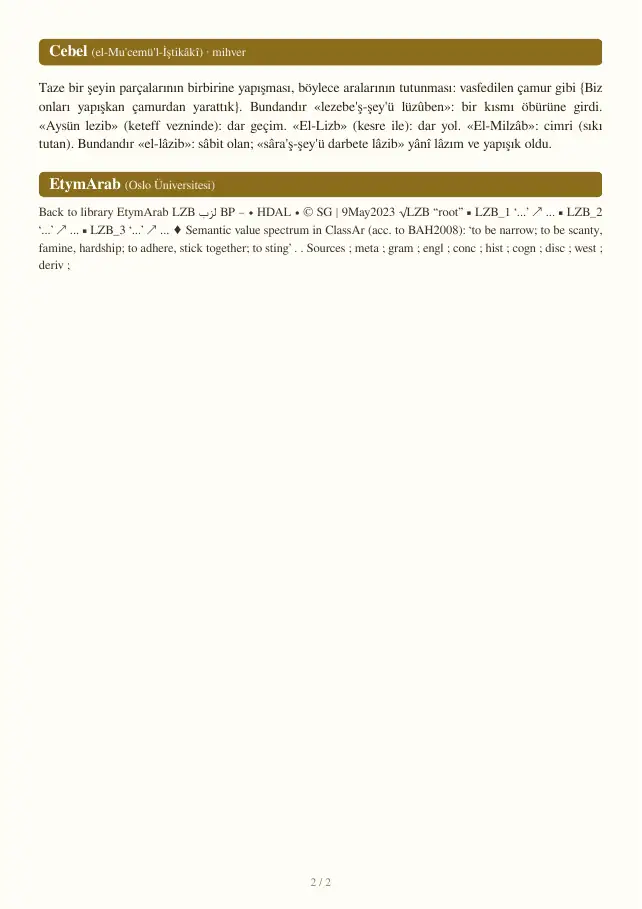 Cebel (el-Mu'cemü'l-İştikâkî) · mihver
Taze bir şeyin parçalarının birbirine yapışması, böylece aralarının tutunması: vasfedilen çamur gibi {Biz
onları yapışkan çamurdan yarattık}. Bundandır «lezebe'ş-şey'ü lüzûben»: bir kısmı öbürüne girdi.
«Aysün lezib» (keteff vezninde): dar geçim. «El-Lizb» (kesre ile): dar yol. «El-Milzâb»: cimri (sıkı
tutan). Bundandır «el-lâzib»: sâbit olan; «sâra'ş-şey'ü darbete lâzib» yânî lâzım ve yapışık oldu.
EtymArab (Oslo Üniversitesi)
Back to library EtymArab LZB لزب BP – • HDAL • © SG | 9May2023 √LZB “root” ▪ LZB_1 ‘...’ ↗ ... ▪ LZB_2
‘...’ ↗ ... ▪ LZB_3 ‘...’ ↗ ... ♦ Semantic value spectrum in ClassAr (acc. to BAH2008): ‘to be narrow; to be scanty,
famine, hardship; to adhere, stick together; to sting’ . . Sources ; meta ; gram ; engl ; conc ; hist ; cogn ; disc ; west ;
deriv ;
2 / 2